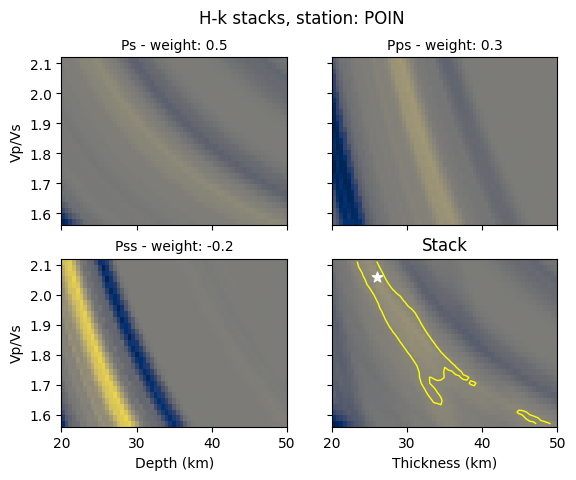 H-k stacks, station: POIN
Ps - weight: 0.5
Pps - weight: 0.3
2.1
2.0
1.9
1.8
1.7
1.6
Vp/Vs
Pss - weight: -0.2
Stack
2.1
2.0
1.9
1.8
1.7
1.6
Vp/Vs
20 30 40 50
20 30 40 50
Depth (km)
Thickness (km)